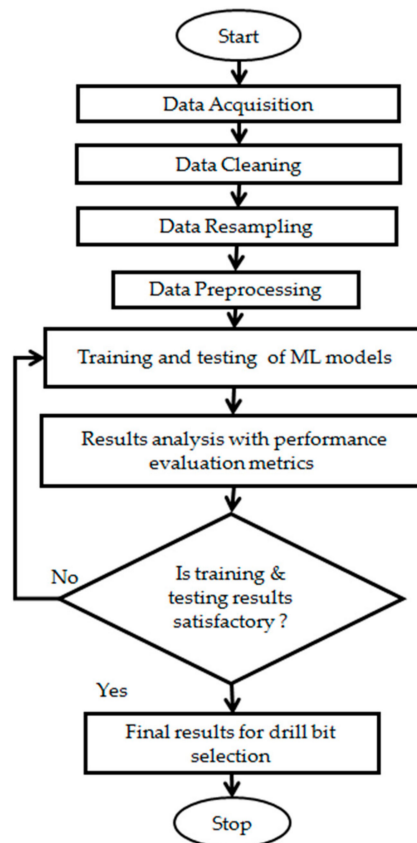 Start
Data Acquisition
Data Cleaning
Data Resampling
Data Preprocessing
Training and testing of ML models
Results analysis with performance
evaluation metrics
No
Is training &
testing results
satisfactory ?
Yes
Final results for drill bit
selection
Stop